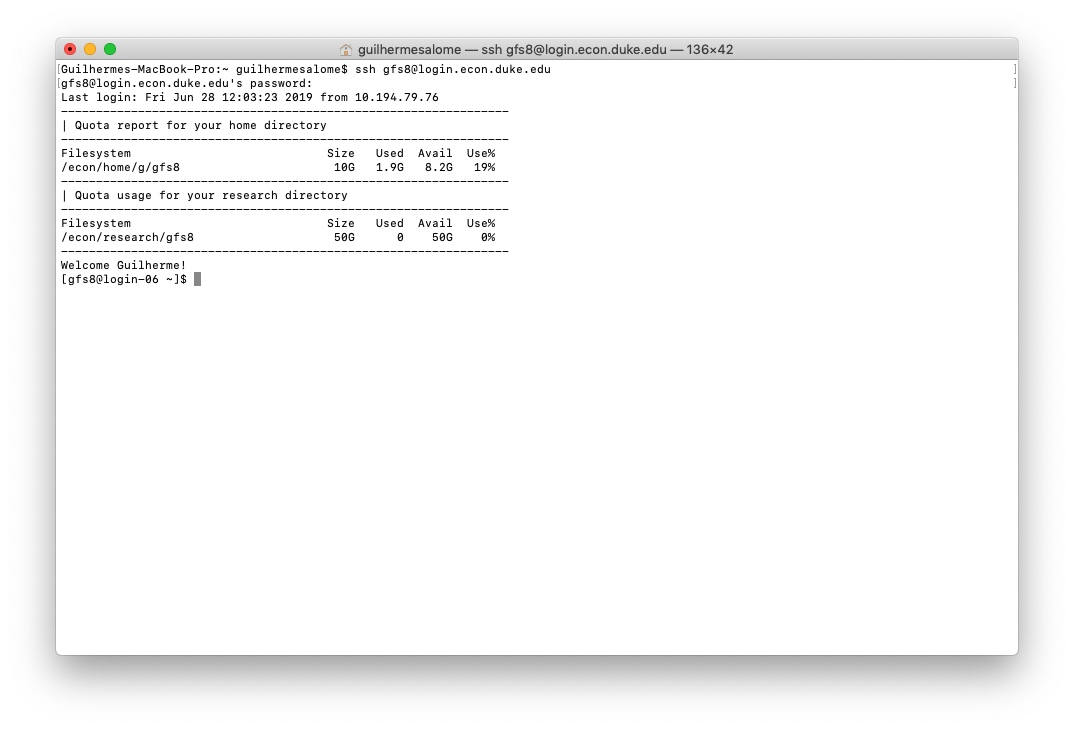 guilhermesalome — ssh gfs8@login.econ.duke.edu — 136×42
[Guilhermes-MacBook-Pro:~ guilhermesalome$ ssh gfs8@login.econ.duke.edu ]
[gfs8@login.econ.duke.edu's password: ]
Last login: Fri Jun 28 12:03:23 2019 from 10.194.79.76
----------------------------------------------------------------
| Quota report for your home directory
----------------------------------------------------------------
Filesystem                            Size   Used  Avail  Use%
/econ/home/g/gfs8                      10G   1.9G   8.2G   19%
----------------------------------------------------------------
| Quota usage for your research directory
----------------------------------------------------------------
Filesystem                            Size   Used  Avail  Use%
/econ/research/gfs8                    50G      0    50G    0%
----------------------------------------------------------------
Welcome Guilherme!
[gfs8@login-06 ~]$